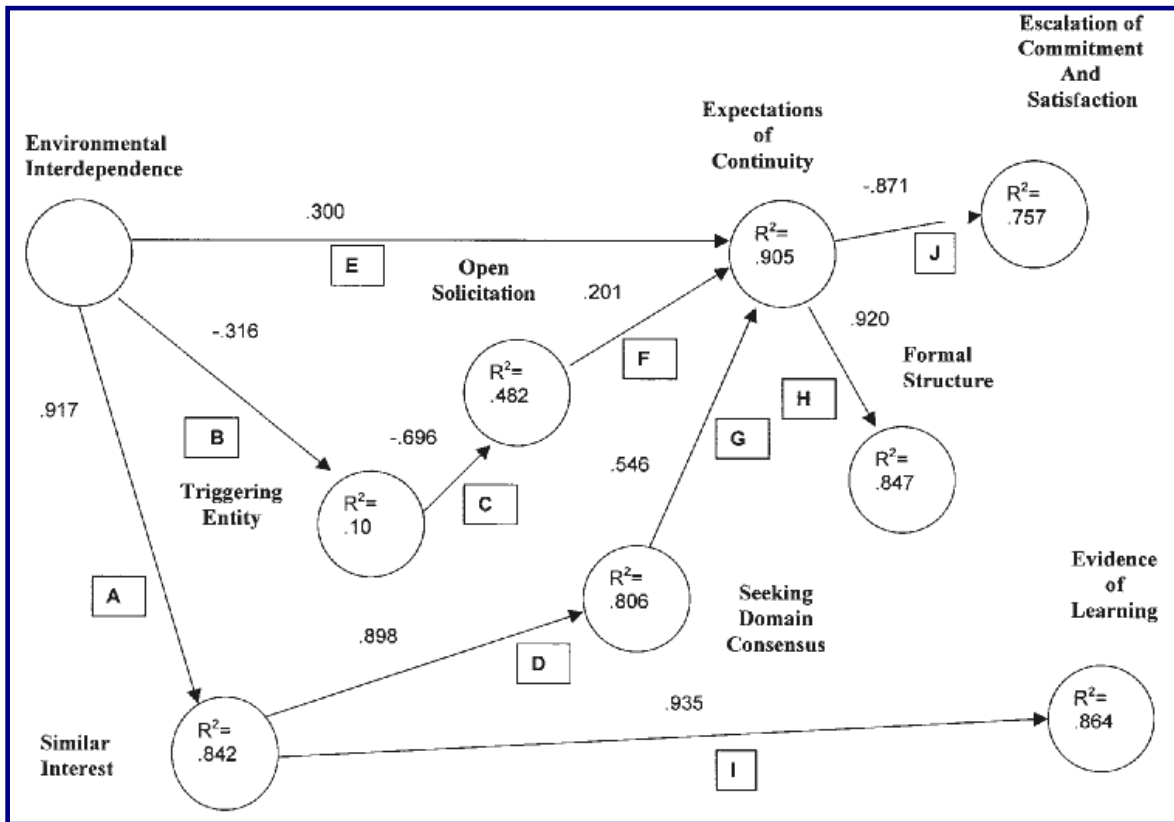 Escalation of
Commitment
And
Satisfaction
Expectations
of
Continuity
Environmental
Interdependence
-.871
R²=
.757
.300
R²=
.905
E
J
Open
Solicitation
.201
-.316
.920
F
Formal
Structure
R²=
.482
.917
H
B
G
-.696
.546
R²=
.847
Triggering
Entity
R²=
.10
C
Evidence
of
Learning
R²=
.806
A
Seeking
Domain
Consensus
.898
D
.935
R²=
.864
Similar
Interest
R²=
.842
I